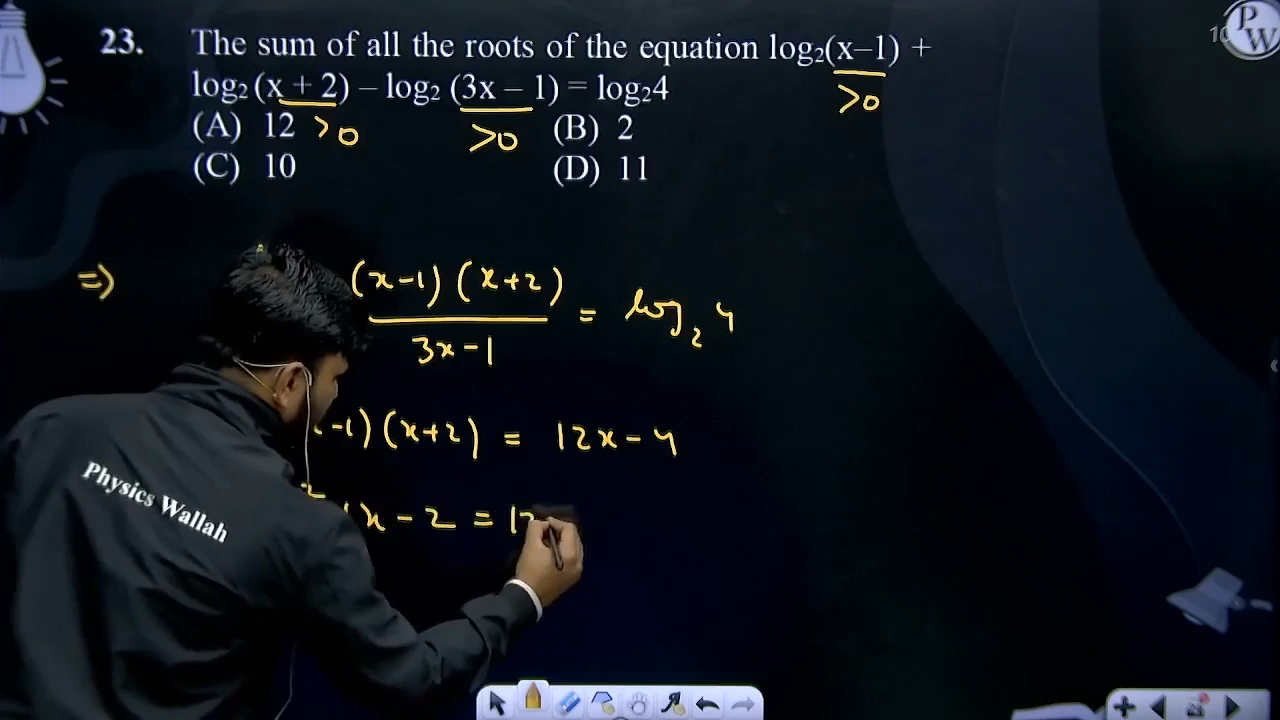 23. The sum of all the roots of the equation log₂(x–1) +
log₂ (x + 2) – log₂ (3x – 1) = log₂4
>0
(A) 12 >0 >0 (B) 2
(C) 10 (D) 11
PW
⇒ (x-1) (x+2) / 3x-1 = log₂ 4
-1) (x+2) = 12x - 4
x - 2 = 12
Physics Wallah